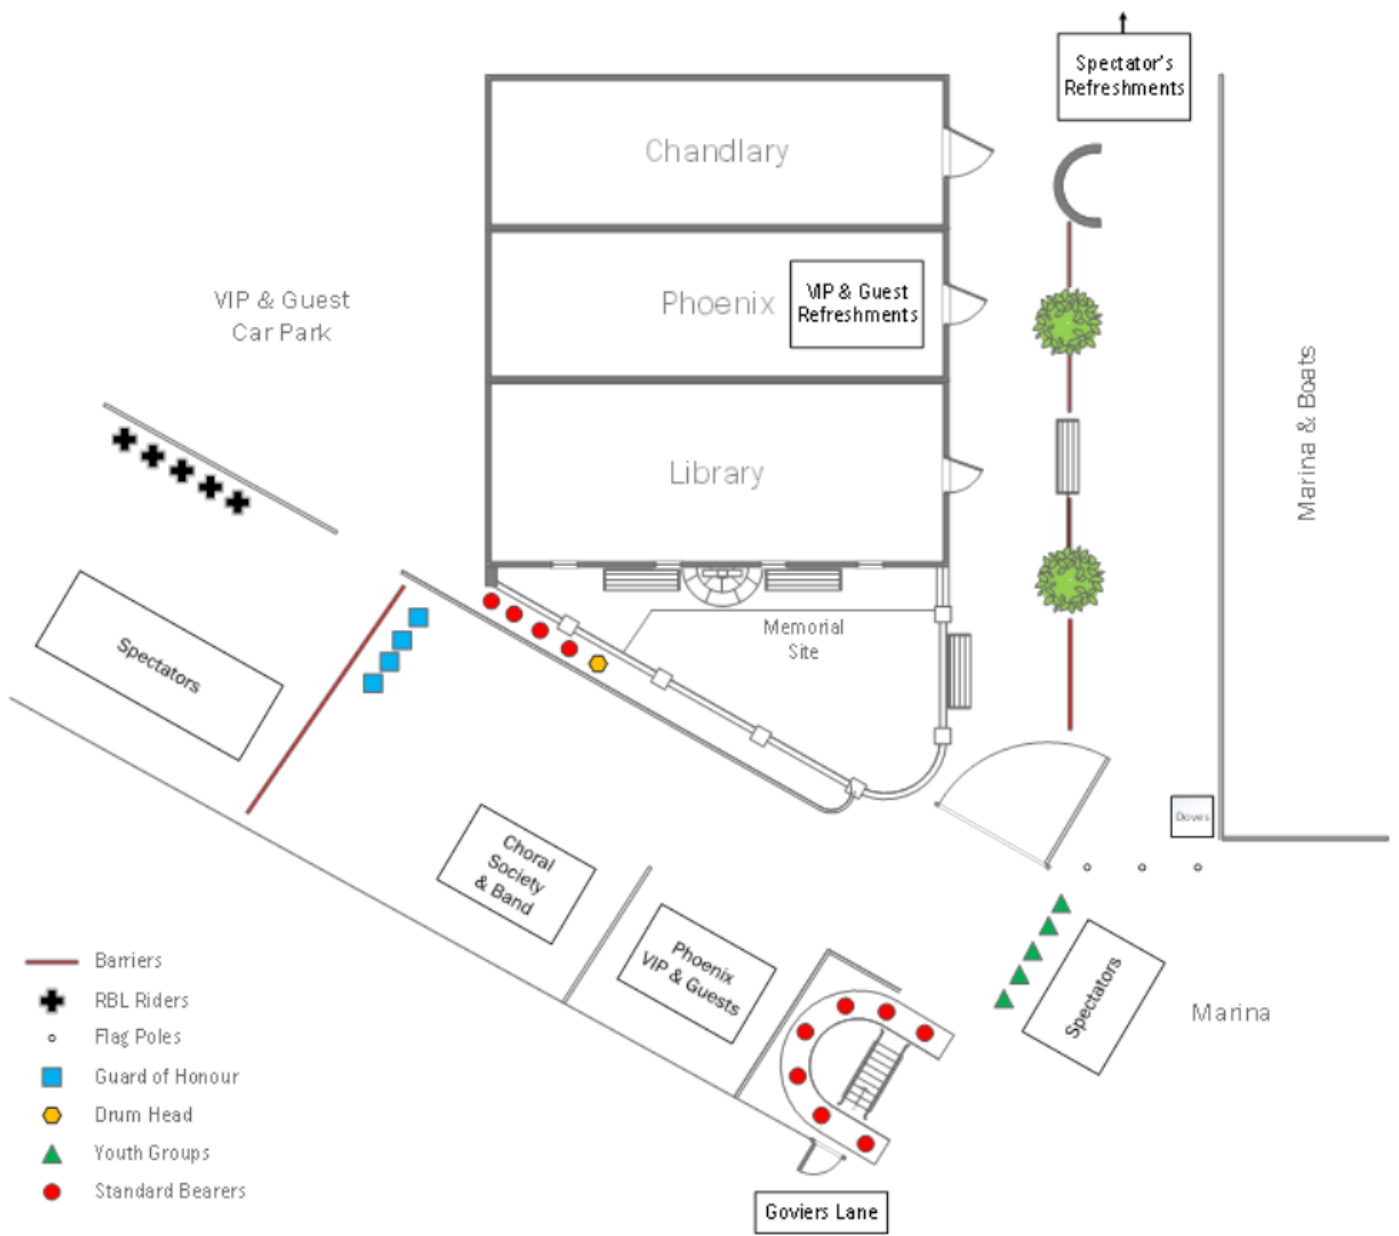 Spectator's
Refreshments
Chandlary
VIP & Guest
Car Park
Phoenix
VIP & Guest
Refreshments
Marina & Boats
Library
Memorial
Site
Spectators
Doves
Choral
Society
& Band
Phoenix
VIP & Guests
Spectators
Marina
Barriers
RBL Riders
Flag Poles
Guard of Honour
Drum Head
Youth Groups
Standard Bearers
Goviers Lane